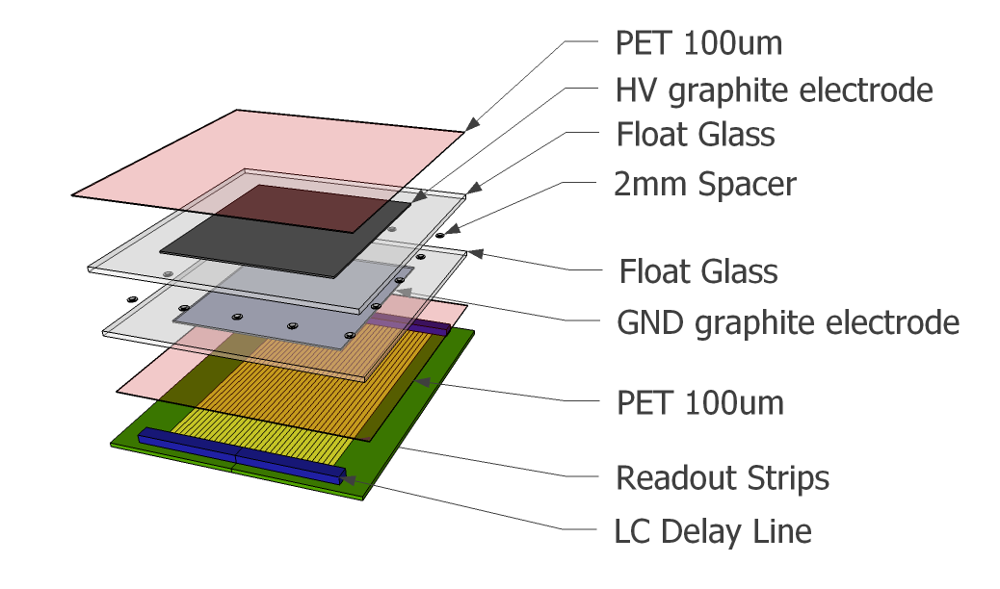 PET 100um
HV graphite electrode
Float Glass
2mm Spacer
Float Glass
GND graphite electrode
PET 100um
Readout Strips
LC Delay Line